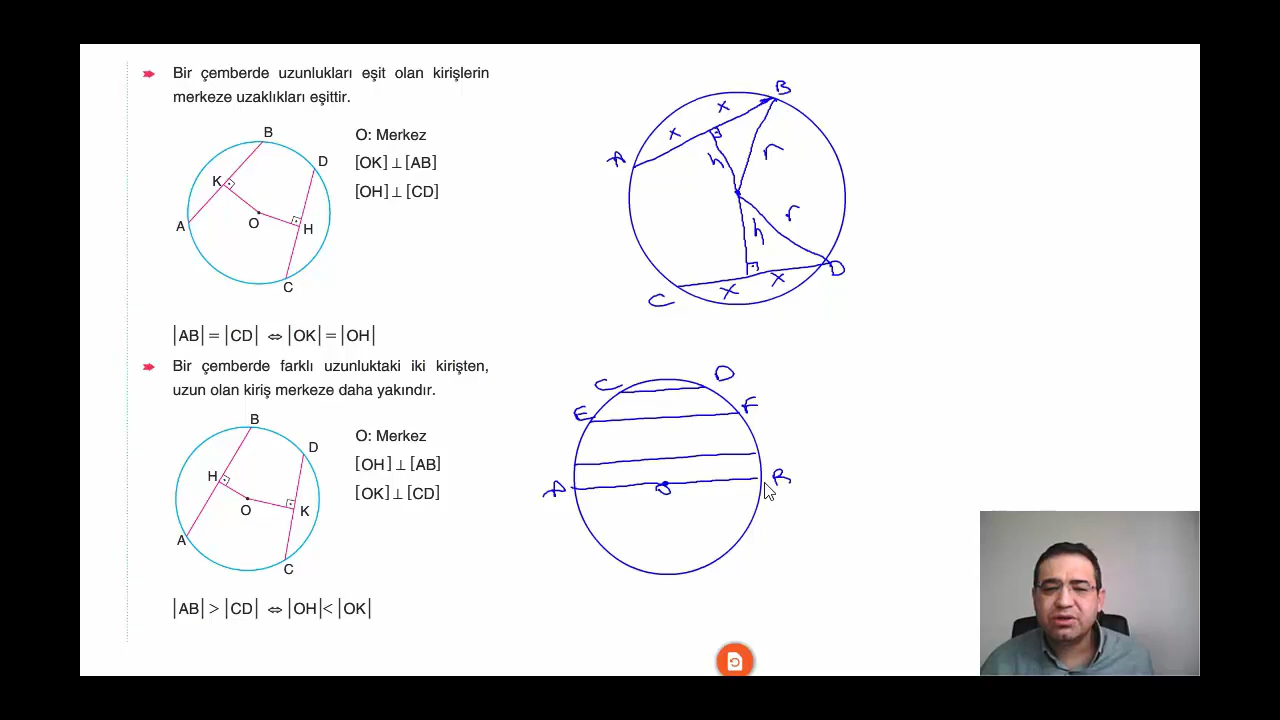 Bir çemberde uzunlukları eşit olan kirişlerin
merkeze uzaklıkları eşittir.
B
D
K
O
H
A
C
O: Merkez
[OK]⊥[AB]
[OH]⊥[CD]
|AB| = |CD| ⇔ |OK| = |OH|
Bir çemberde farklı uzunluktaki iki kirişten,
uzun olan kiriş merkeze daha yakındır.
B
D
H
O
K
A
C
O: Merkez
[OH]⊥[AB]
[OK]⊥[CD]
|AB| > |CD| ⇔ |OH| < |OK|
B
x
x
A
h
r
r
h
D
x
x
C
C
D
E
F
A
O
B